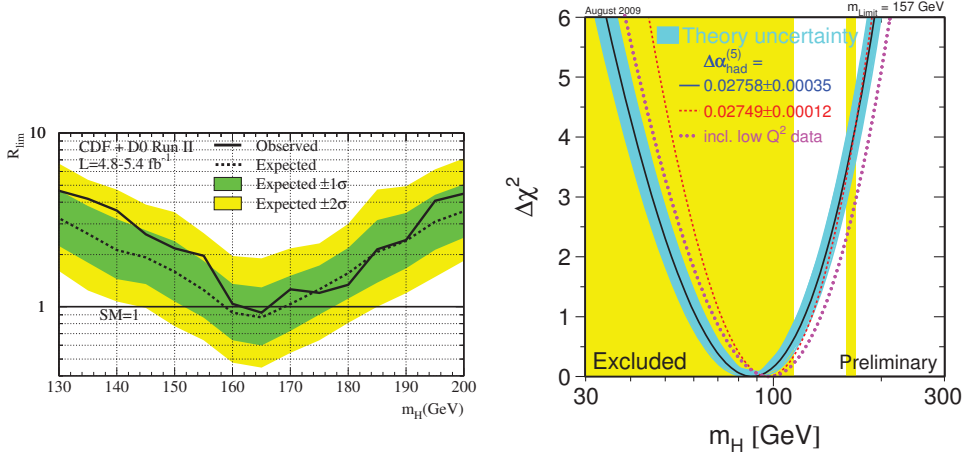 CDF + D0 Run II
L=4.8-5.4 fb⁻¹
Observed
Expected
Expected ±1σ
Expected ±2σ
SM=1
R_lim
10
1
130 140 150 160 170 180 190 200
m_H(GeV)
August 2009
m_Limit = 157 GeV
Theory uncertainty
Δα_had^(5) =
0.02758±0.00035
0.02749±0.00012
incl. low Q² data
Excluded
Preliminary
Δχ²
6
5
4
3
2
1
0
30 100 300
m_H [GeV]